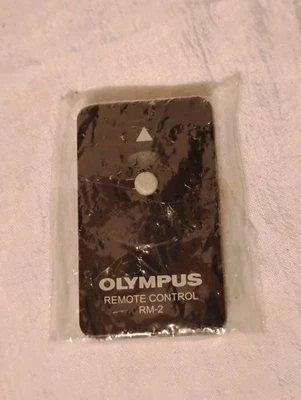 OLYMPUS
REMOTE CONTROL
RM-2